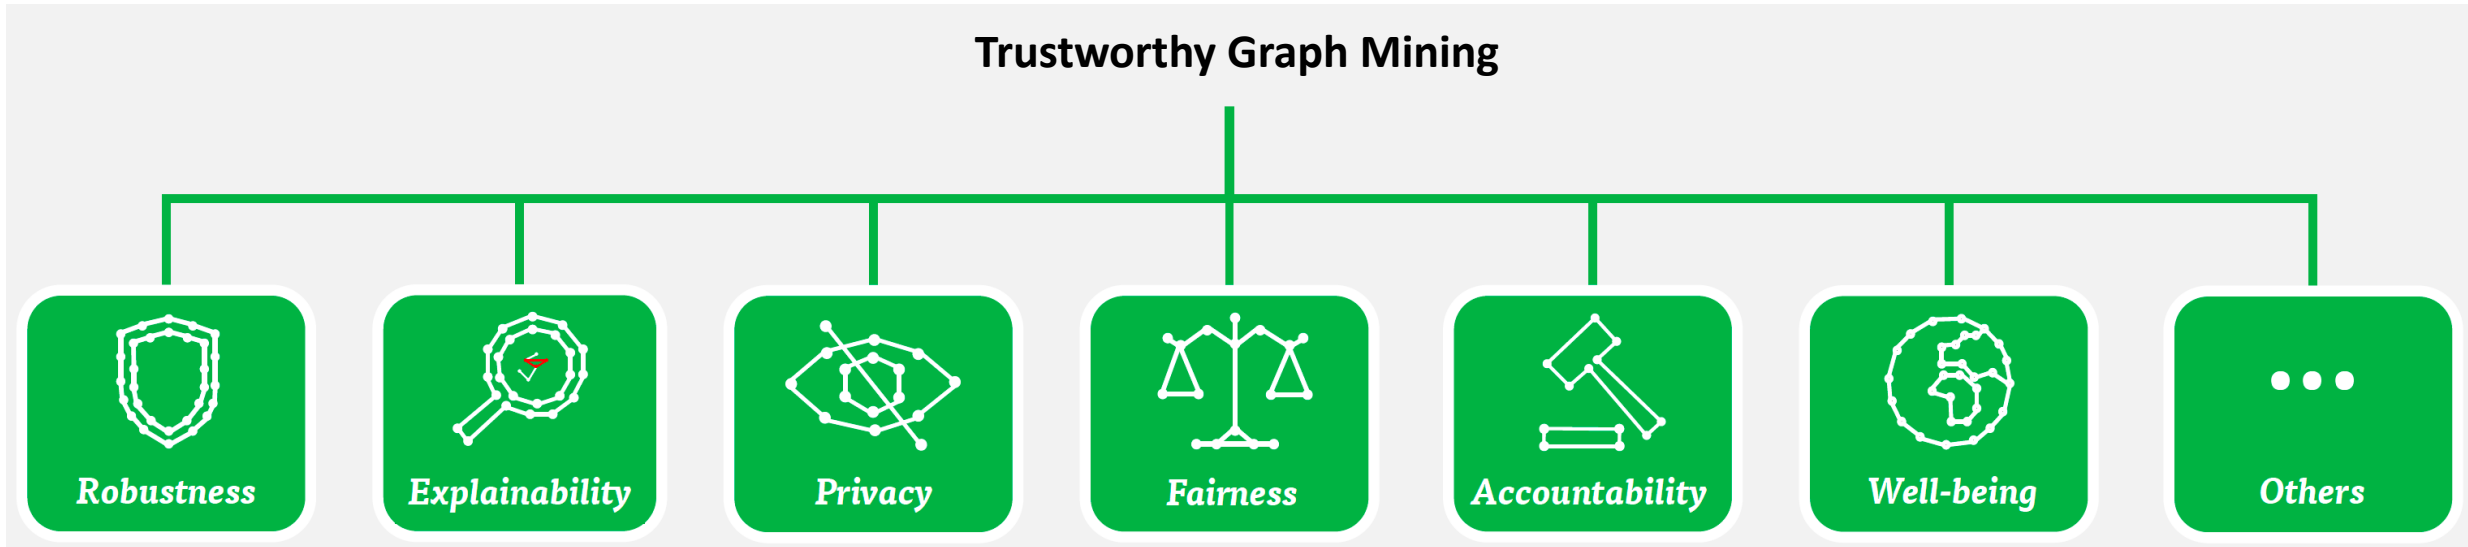 Trustworthy Graph Mining
Robustness
Explainability
Privacy
Fairness
Accountability
Well-being
Others